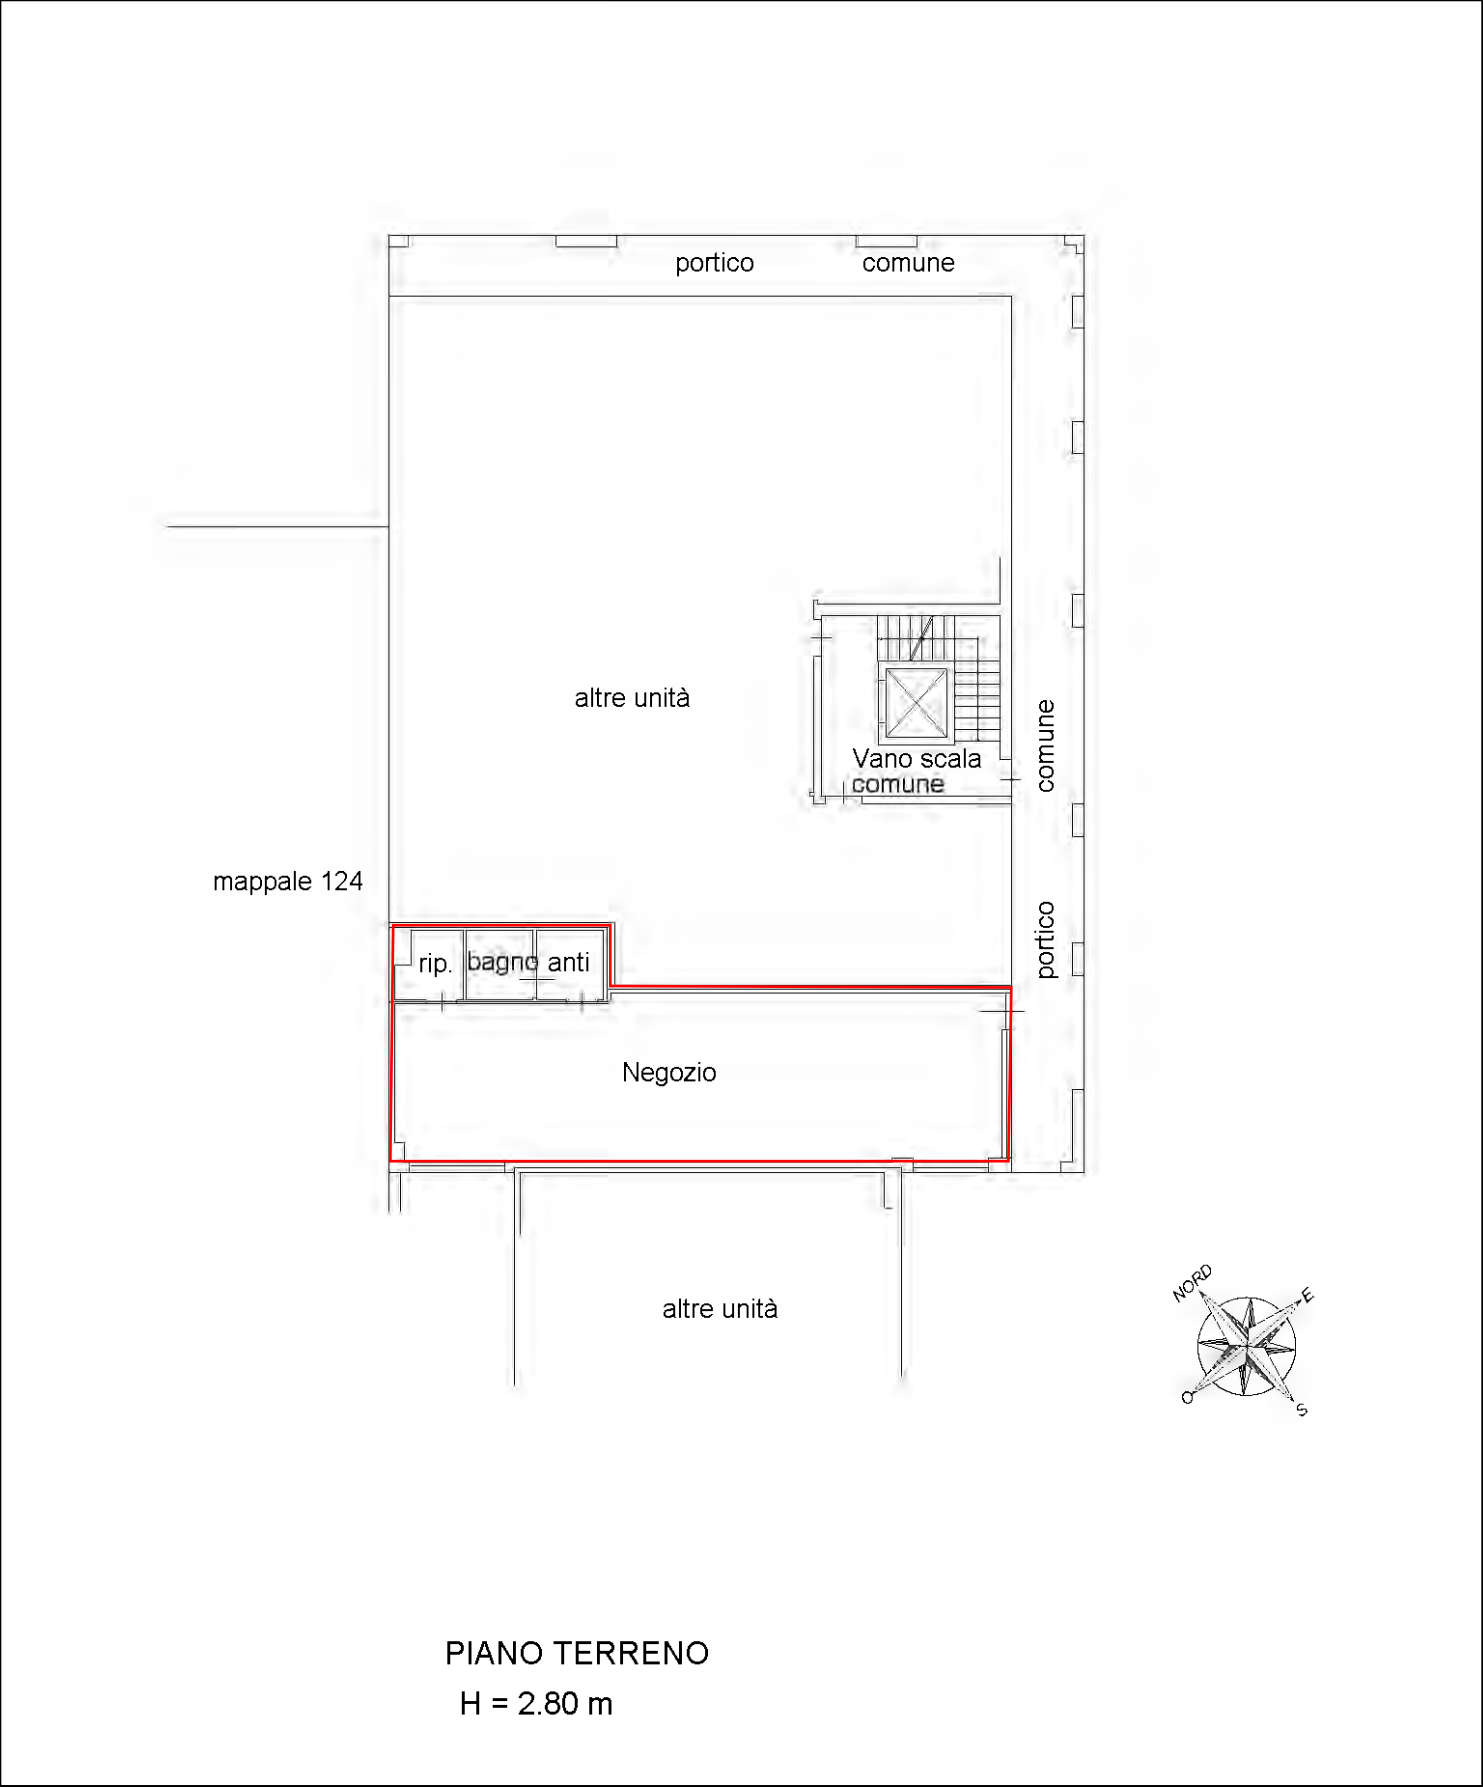 portico comune
altre unità
Vano scala
comune
comune
mappale 124
portico
rip. bagno anti
Negozio
altre unità
NORD
E
O
S
PIANO TERRENO
H = 2.80 m